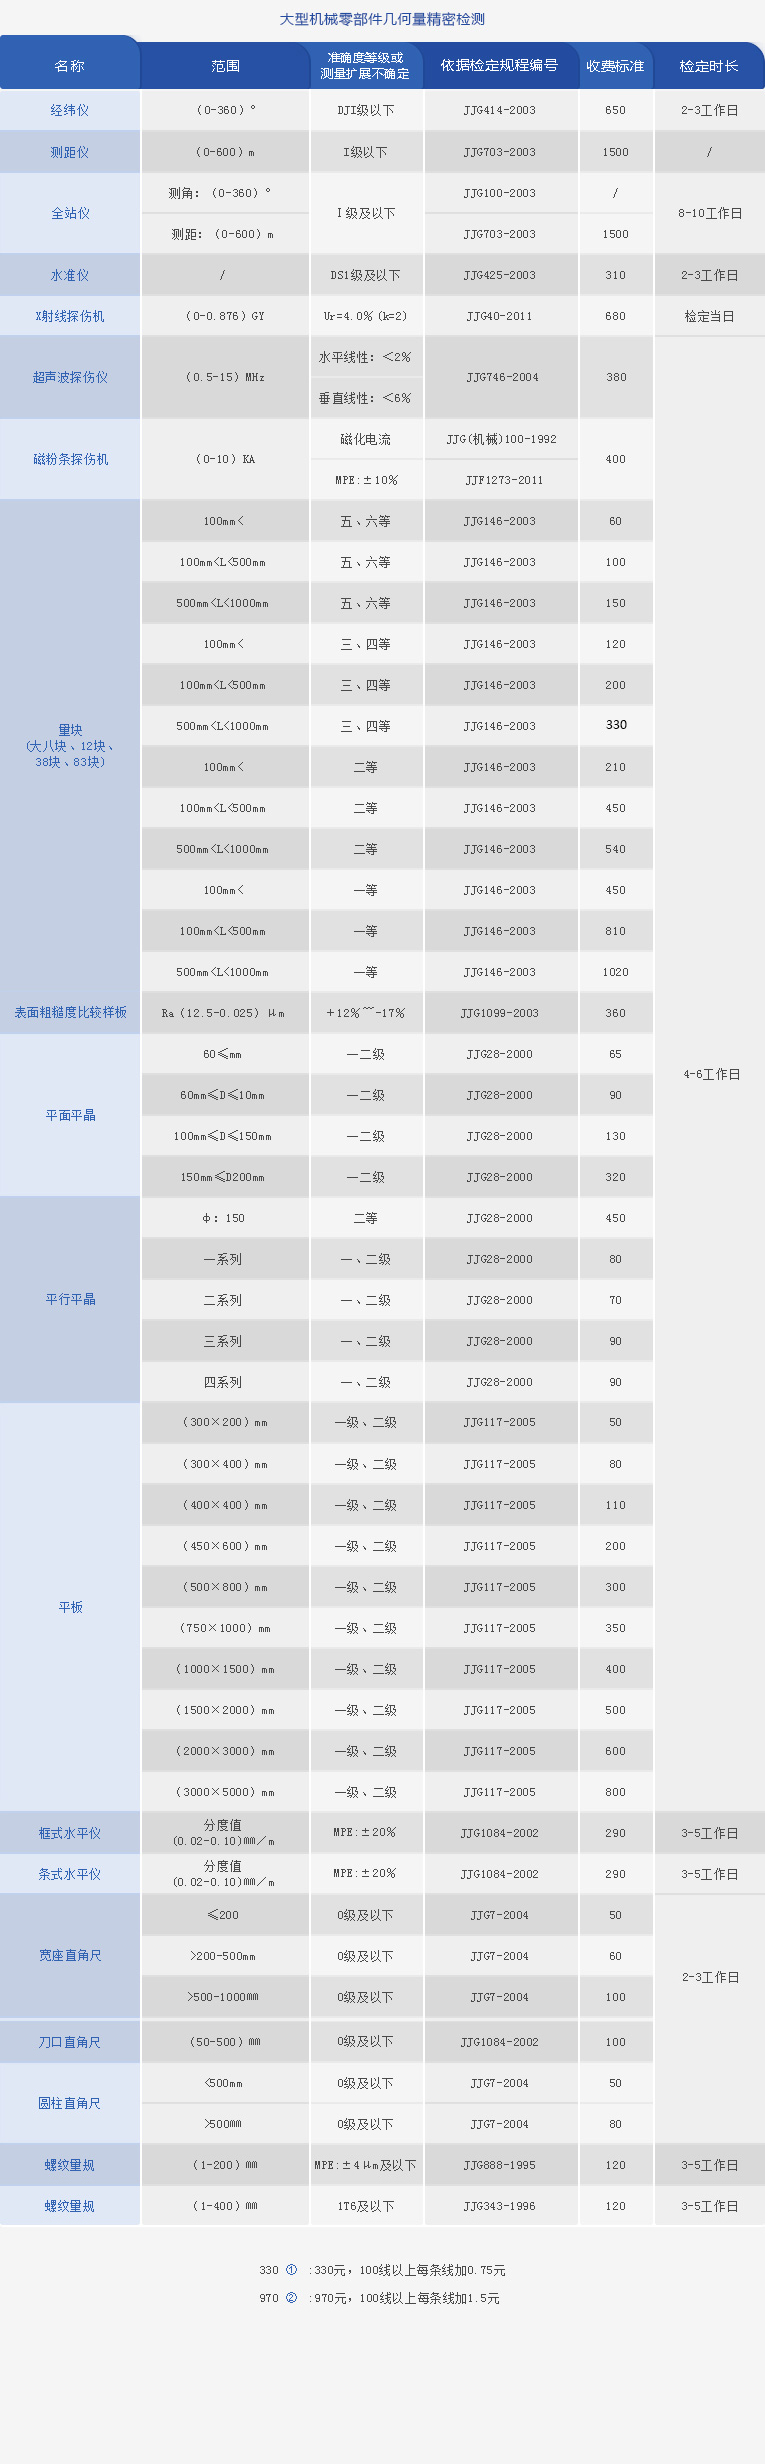 大型机械零部件几何量精密检测
名称 范围 准确度等级或 依据检定规程编号 收费标准 检定时长
测量扩展不确定
经纬仪 （0-360）° DJI级以下 JJG414-2003 650 2-3工作日
测距仪 （0-600）m I级以下 JJG703-2003 1500 /
全站仪 测角：（0-360）° I 级及以下 JJG100-2003 / 8-10工作日
测距：（0-600）m JJG703-2003 1500
水准仪 / DS1级及以下 JJG425-2003 310 2-3工作日
X射线探伤机 （0-0.876）GY Ur=4.0%（k=2） JJG40-2011 680 检定当日
超声波探伤仪 （0.5-15）MHz 水平线性：＜2% JJG746-2004 380
垂直线性：＜6%
磁粉条探伤机 （0-10）KA 磁化电流 JJG(机械)100-1992 400
MPE:±10% JJF1273-2011
量块
(大八块、12块、
38块、83块)
100mm< 五、六等 JJG146-2003 60
100mm<L<500mm 五、六等 JJG146-2003 100
500mm<L<1000mm 五、六等 JJG146-2003 150
100mm< 三、四等 JJG146-2003 120
100mm<L<500mm 三、四等 JJG146-2003 200
500mm<L<1000mm 三、四等 JJG146-2003 330
100mm< 二等 JJG146-2003 210
100mm<L<500mm 二等 JJG146-2003 450
500mm<L<1000mm 二等 JJG146-2003 540
100mm< 一等 JJG146-2003 450
100mm<L<500mm 一等 JJG146-2003 810
500mm<L<1000mm 一等 JJG146-2003 1020
表面粗糙度比较样板 Ra（12.5-0.025）μm ＋12%~-17% JJG1099-2003 360
4-6工作日
平面平晶
60≤mm 一二级 JJG28-2000 65
60mm≤D≤10mm 一二级 JJG28-2000 90
100mm≤D≤150mm 一二级 JJG28-2000 130
150mm≤D200mm 一二级 JJG28-2000 320
平行平晶
φ：150 二等 JJG28-2000 450
一系列 一、二级 JJG28-2000 80
二系列 一、二级 JJG28-2000 70
三系列 一、二级 JJG28-2000 90
四系列 一、二级 JJG28-2000 90
平板
（300×200）mm 一级、二级 JJG117-2005 50
（300×400）mm 一级、二级 JJG117-2005 80
（400×400）mm 一级、二级 JJG117-2005 110
（450×600）mm 一级、二级 JJG117-2005 200
（500×800）mm 一级、二级 JJG117-2005 300
（750×1000）mm 一级、二级 JJG117-2005 350
（1000×1500）mm 一级、二级 JJG117-2005 400
（1500×2000）mm 一级、二级 JJG117-2005 500
（2000×3000）mm 一级、二级 JJG117-2005 600
（3000×5000）mm 一级、二级 JJG117-2005 800
框式水平仪 分度值 MPE:±20% JJG1084-2002 290 3-5工作日
(0.02-0.10)㎜／m
条式水平仪 分度值 MPE:±20% JJG1084-2002 290 3-5工作日
(0.02-0.10)㎜／m
宽座直角尺
≤200 0级及以下 JJG7-2004 50
>200-500mm 0级及以下 JJG7-2004 60
2-3工作日
>500-1000㎜ 0级及以下 JJG7-2004 100
刀口直角尺 （50-500）㎜ 0级及以下 JJG1084-2002 100
圆柱直角尺
<500mm 0级及以下 JJG7-2004 50
>500㎜ 0级及以下 JJG7-2004 80
螺纹量规 （1-200）㎜ MPE:±4μm及以下 JJG888-1995 120 3-5工作日
螺纹量规 （1-400）㎜ 1T6及以下 JJG343-1996 120 3-5工作日
330 ① :330元，100线以上每条线加0.75元
970 ② :970元，100线以上每条线加1.5元